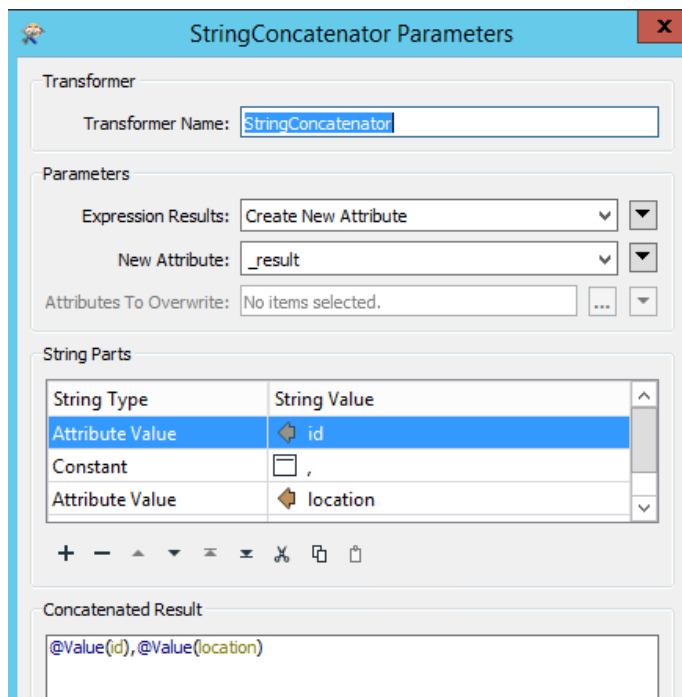 StringConcatenator Parameters
x
Transformer
Transformer Name: StringConcatenator
Parameters
Expression Results: Create New Attribute
New Attribute: _result
Attributes To Overwrite: No items selected. ...
String Parts
String Type String Value
Attribute Value id
Constant ,
Attribute Value location
Concatenated Result
@Value(id),@Value(location)